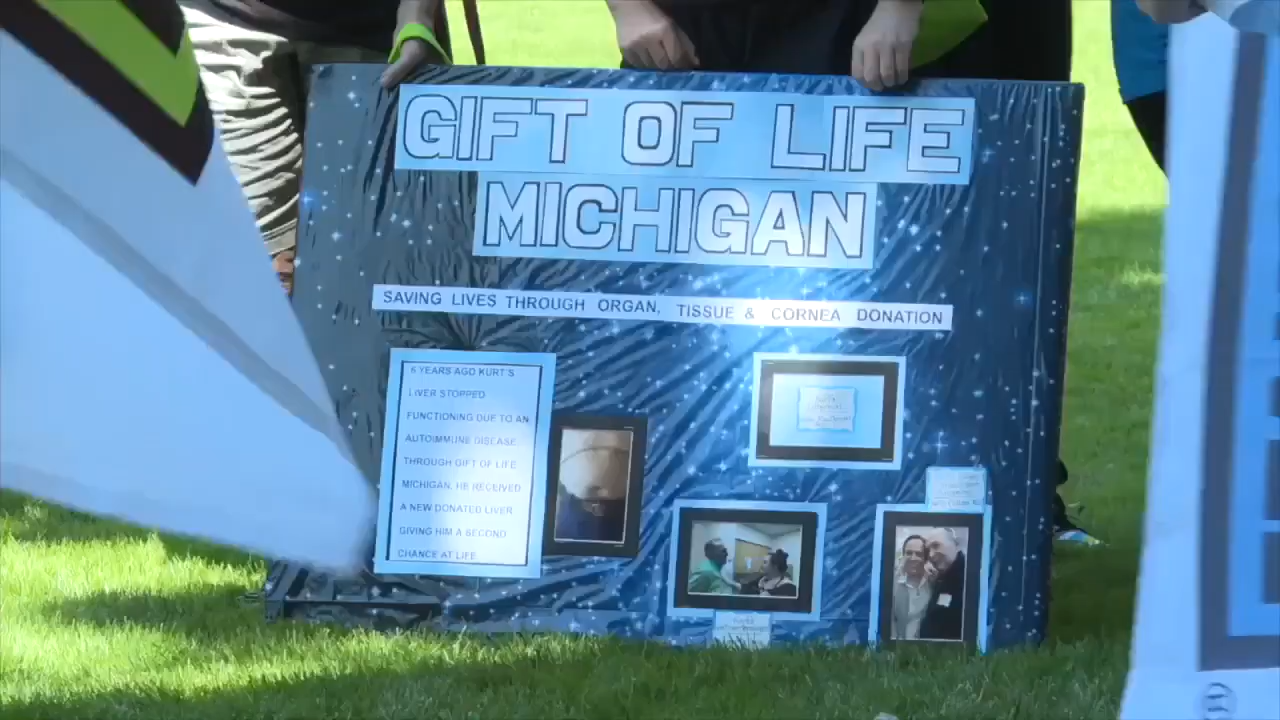 GIFT OF LIFE
MICHIGAN
SAVING LIVES THROUGH ORGAN, TISSUE & CORNEA DONATION
6 YEARS AGO KURT'S
LIVER STOPPED
FUNCTIONING DUE TO AN
AUTOIMMUNE DISEASE.
THROUGH GIFT OF LIFE
MICHIGAN, HE RECEIVED
A NEW DONATED LIVER
GIVING HIM A SECOND
CHANCE AT LIFE